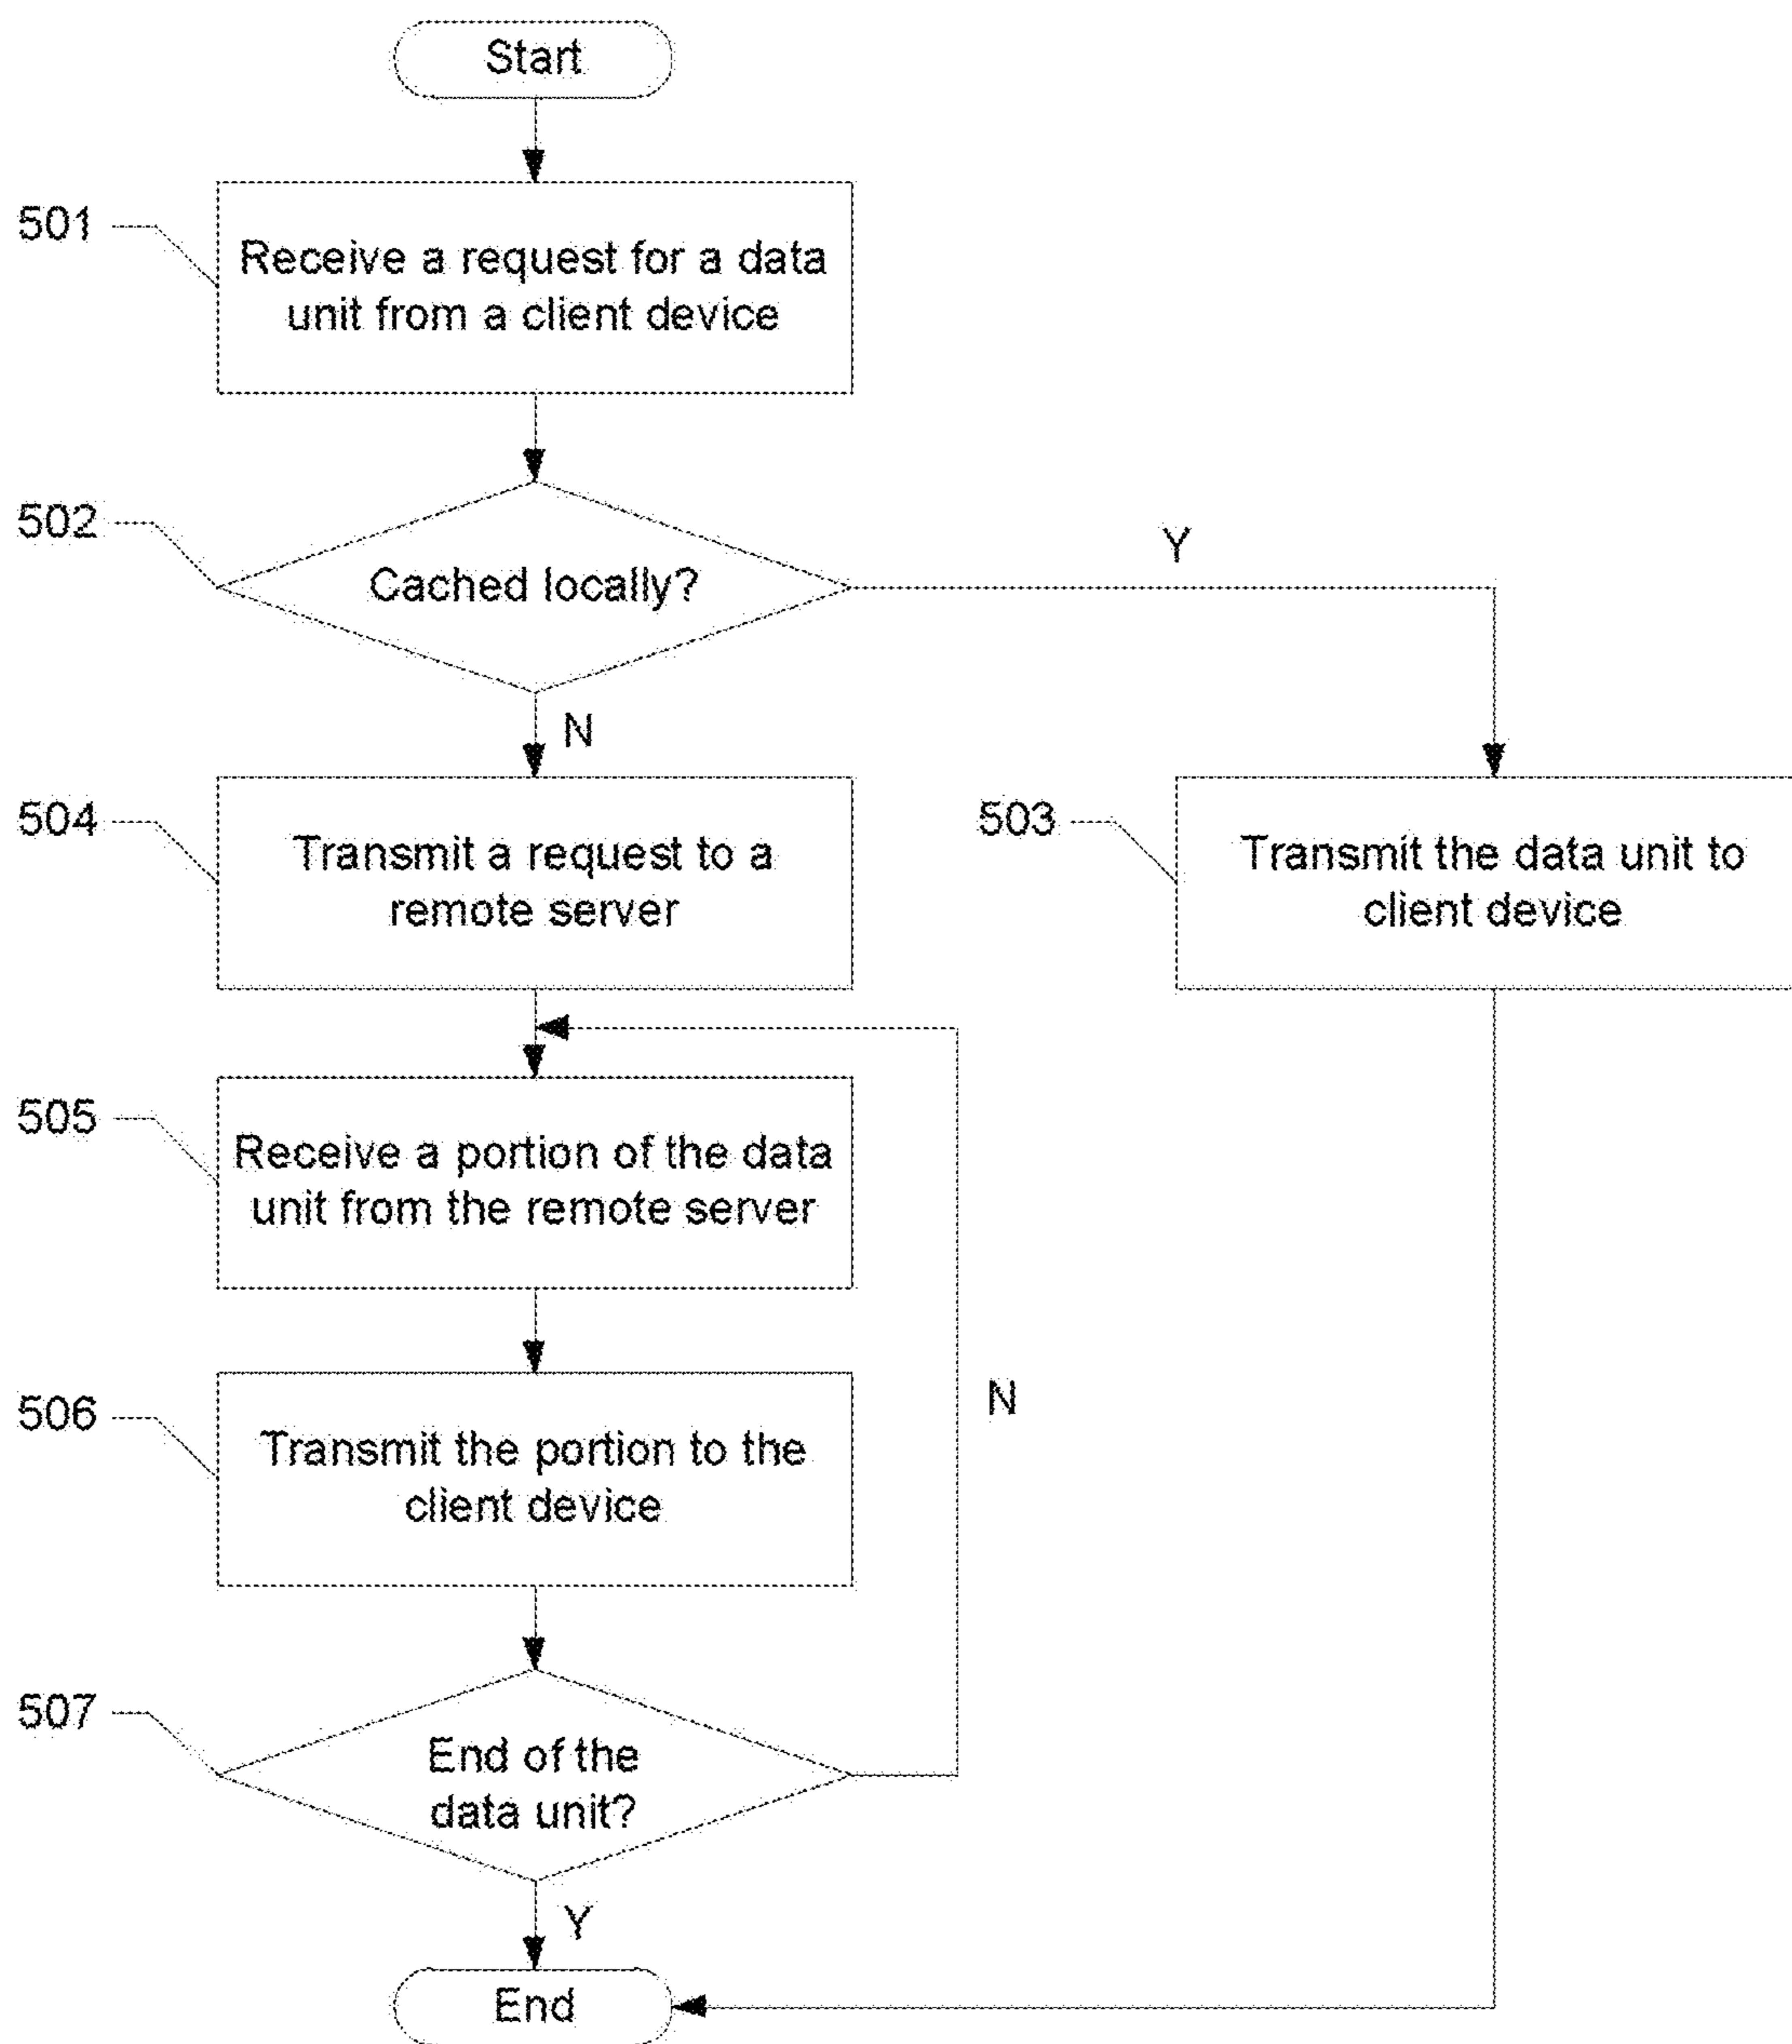 Start
501
Receive a request for a data
unit from a client device
502
Cached locally?
Y
N
504
Transmit a request to a
remote server
503
Transmit the data unit to
client device
505
Receive a portion of the data
unit from the remote server
506
Transmit the portion to the
client device
N
507
End of the
data unit?
Y
End